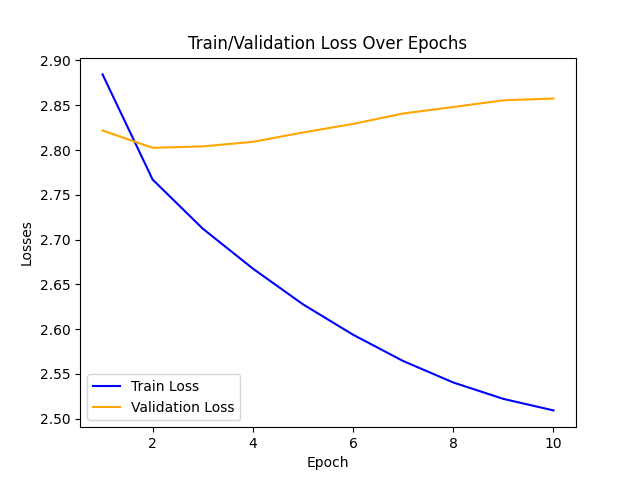 Train/Validation Loss Over Epochs
2.90
2.85
2.80
2.75
2.70
2.65
2.60
2.55
2.50
Losses
Train Loss
Validation Loss
2 4 6 8 10
Epoch